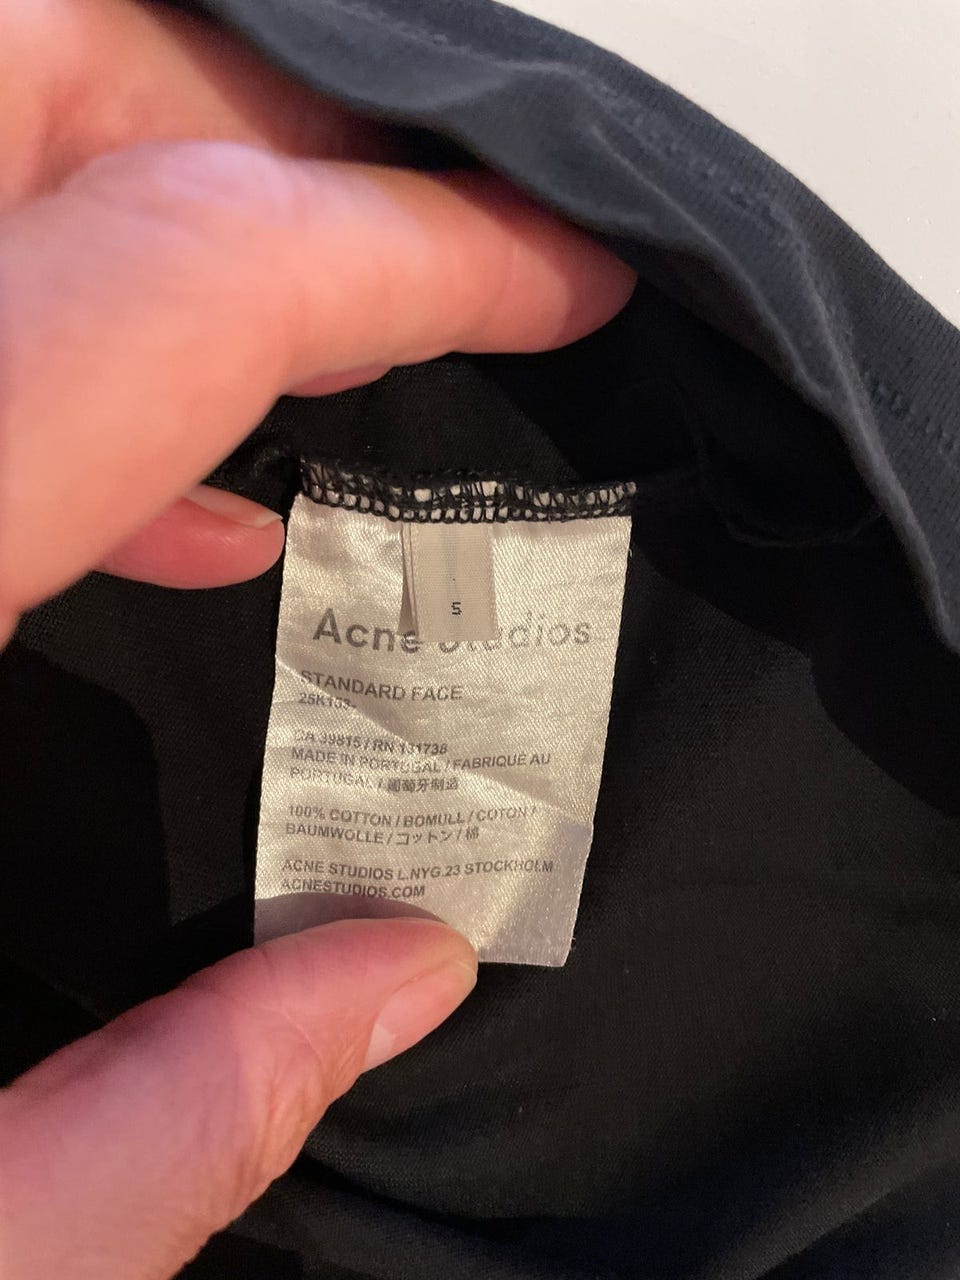 s
Acne Studios
STANDARD FACE
CA 39815 / RN 131738
MADE IN PORTUGAL / FABRIQUÉ AU
PORTUGAL / 葡萄牙制造
100% COTTON / BOMULL / COTON /
BAUMWOLLE / コットン / 棉
ACNE STUDIOS L.NYG.23 STOCKHOLM
ACNESTUDIOS.COM